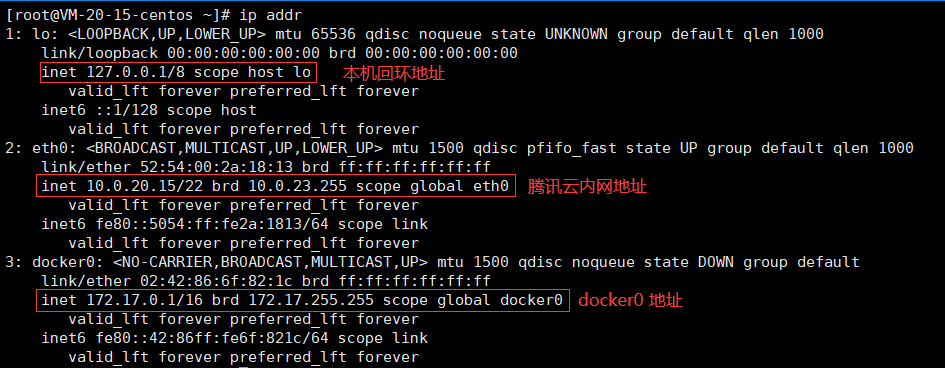 [root@VM-20-15-centos ~]# ip addr
1: lo: <LOOPBACK,UP,LOWER_UP> mtu 65536 qdisc noqueue state UNKNOWN group default qlen 1000
link/loopback 00:00:00:00:00:00 brd 00:00:00:00:00:00
inet 127.0.0.1/8 scope host lo 本机回环地址
valid_lft forever preferred_lft forever
inet6 ::1/128 scope host
valid_lft forever preferred_lft forever
2: eth0: <BROADCAST,MULTICAST,UP,LOWER_UP> mtu 1500 qdisc pfifo_fast state UP group default qlen 1000
link/ether 52:54:00:2a:18:13 brd ff:ff:ff:ff:ff:ff
inet 10.0.20.15/22 brd 10.0.23.255 scope global eth0 腾讯云内网地址
valid_lft forever preferred_lft forever
inet6 fe80::5054:ff:fe2a:1813/64 scope link
valid_lft forever preferred_lft forever
3: docker0: <NO-CARRIER,BROADCAST,MULTICAST,UP> mtu 1500 qdisc noqueue state DOWN group default
link/ether 02:42:86:6f:82:1c brd ff:ff:ff:ff:ff:ff
inet 172.17.0.1/16 brd 172.17.255.255 scope global docker0 docker0 地址
valid_lft forever preferred_lft forever
inet6 fe80::42:86ff:fe6f:821c/64 scope link
valid_lft forever preferred_lft forever